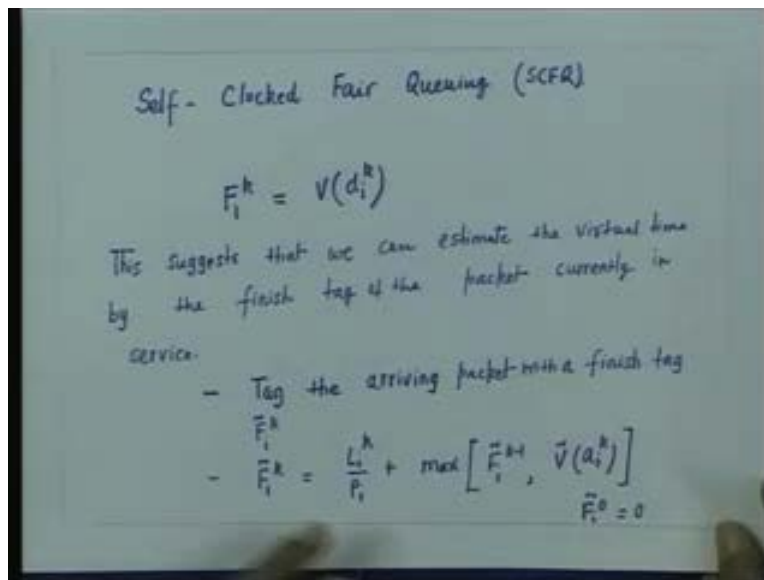 Self - Clocked Fair Queuing (SCFQ)
F_i^k = V(d_i^k)
This suggests that we can estimate the virtual time
by the finish tag of the packet currently in
service.
- Tag the arriving packet with a finish tag
F̃_i^k
- F̃_i^k = L_i^k / P_i + max [ F̃_i^{k-1}, Ṽ(a_i^k) ]
F̃_i^0 = 0